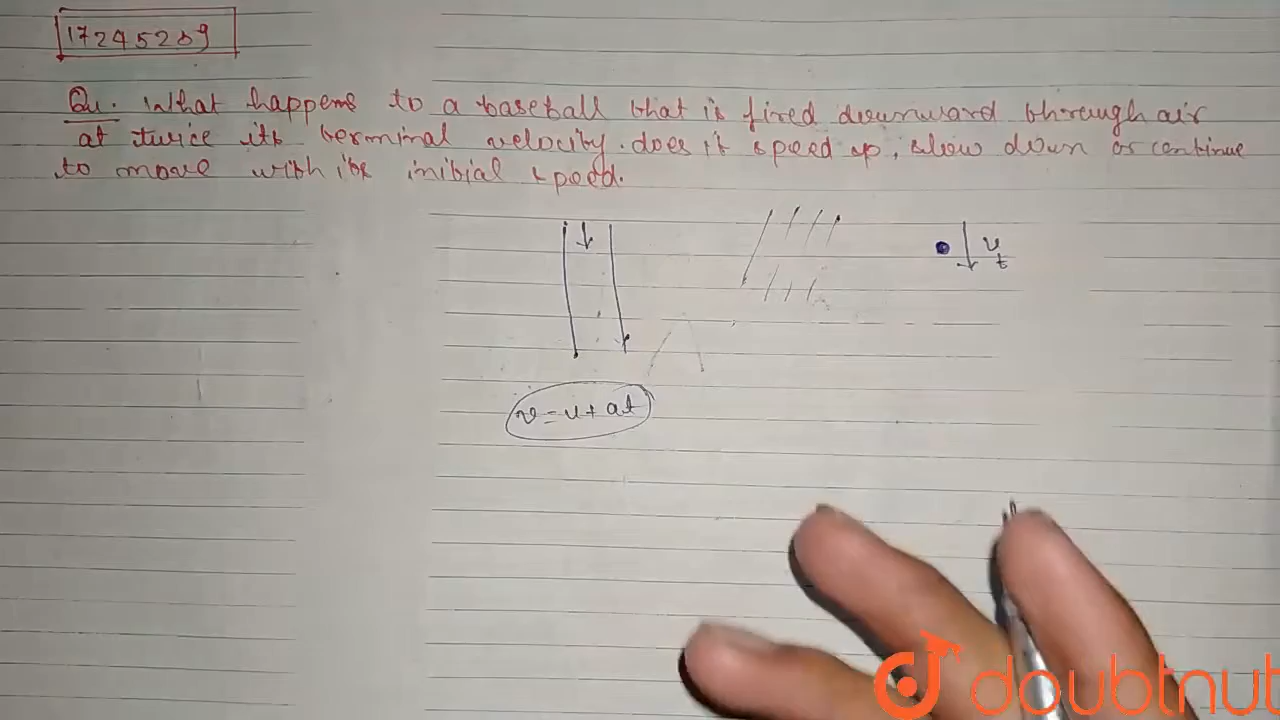 17245289
Qu. What happens to a baseball that is fired downward through air
at twice its terminal velocity. does it speed up, slow down or continue
to move with its initial speed.
v
t
v = u + at
doubtnut